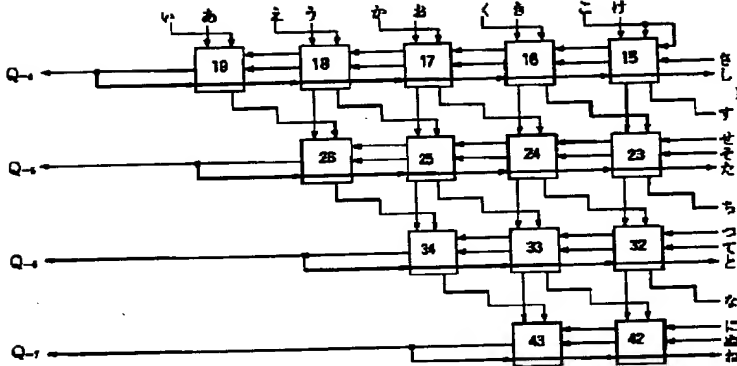 い あ え う か お く き こ け
19 18 17 16 15
さ
Q-4 し
す
26 25 24 23
せ
そ
Q-5 た
ち
34 33 32
つ
て
Q-6 と
な
43 42
に
ぬ
Q-7 ね